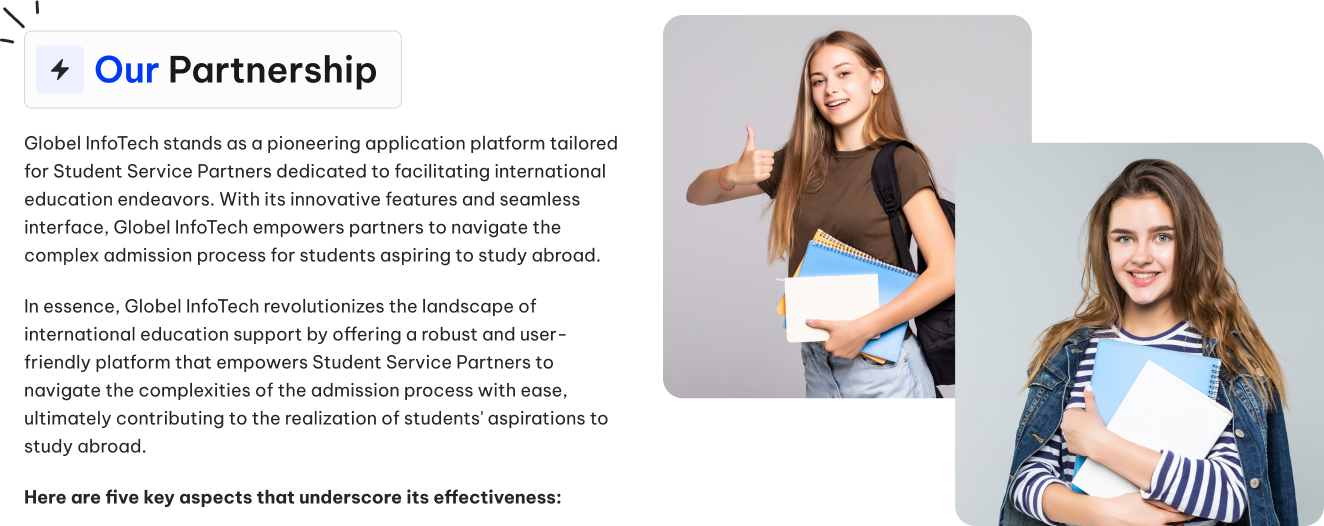 Our Partnership
Globel InfoTech stands as a pioneering application platform tailored
for Student Service Partners dedicated to facilitating international
education endeavors. With its innovative features and seamless
interface, Globel InfoTech empowers partners to navigate the
complex admission process for students aspiring to study abroad.
In essence, Globel InfoTech revolutionizes the landscape of
international education support by offering a robust and user-
friendly platform that empowers Student Service Partners to
navigate the complexities of the admission process with ease,
ultimately contributing to the realization of students' aspirations to
study abroad.
Here are five key aspects that underscore its effectiveness: